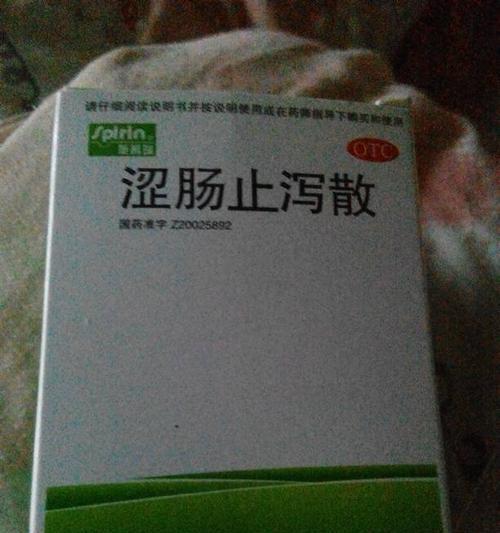 请仔细阅读说明书并按说明使用或在药师指导下购买和使用
Spirin
OTC
涩肠止泻散
国药准字 Z20025892